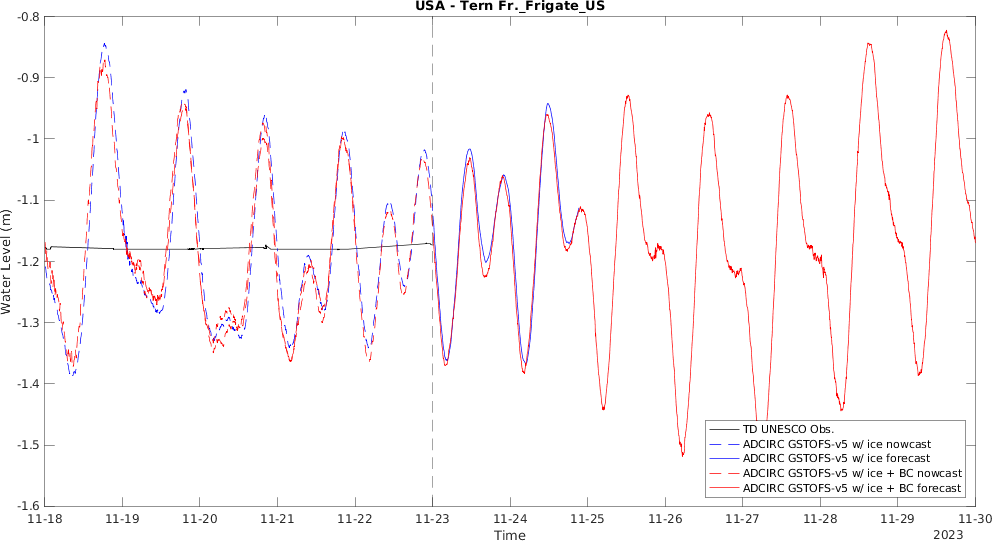 USA - Tern Fr._Frigate_US
Water Level (m)
-0.8
-0.9
-1
-1.1
-1.2
-1.3
-1.4
-1.5
-1.6
TD UNESCO Obs.
ADCIRC GSTOFS-v5 w/ ice nowcast
ADCIRC GSTOFS-v5 w/ ice forecast
ADCIRC GSTOFS-v5 w/ ice + BC nowcast
ADCIRC GSTOFS-v5 w/ ice + BC forecast
11-18 11-19 11-20 11-21 11-22 11-23 11-24 11-25 11-26 11-27 11-28 11-29 11-30
Time
2023